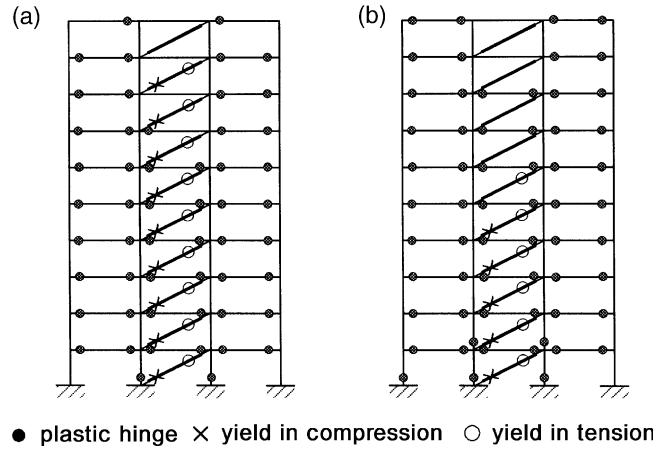 (a) (b)
● plastic hinge × yield in compression ○ yield in tension